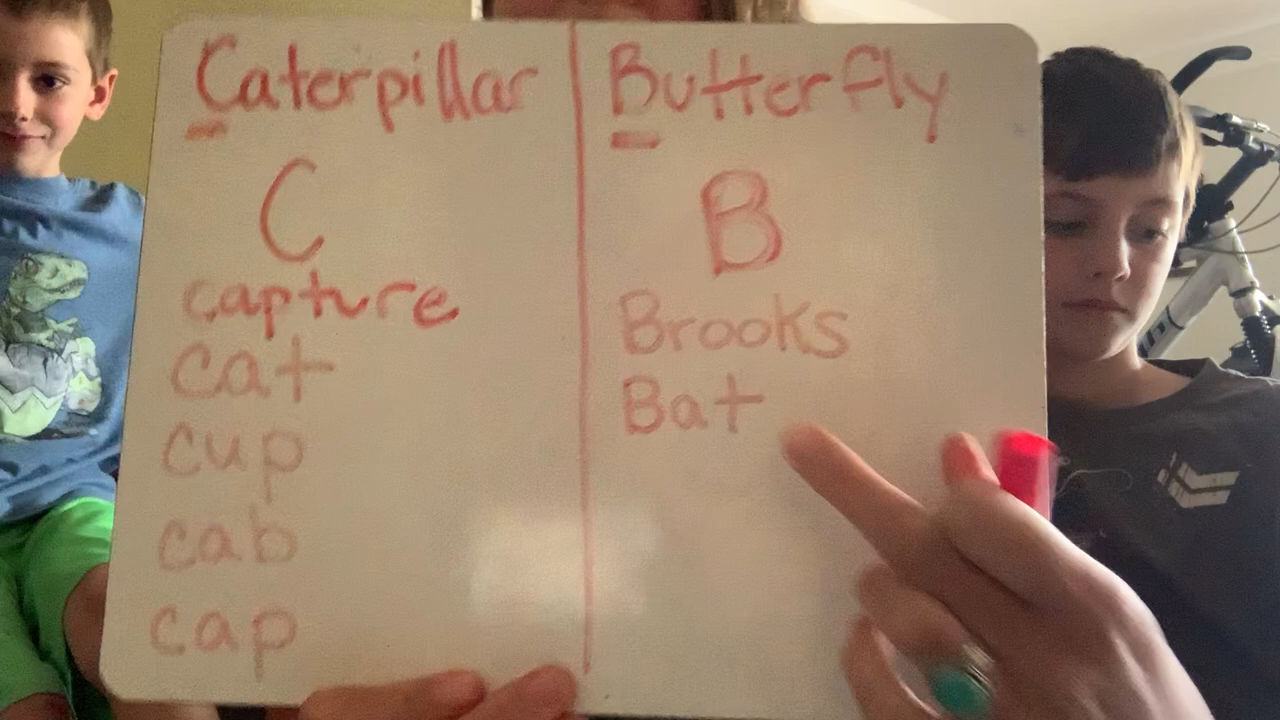 Caterpillar
C
capture
cat
cup
cab
cap
Butterfly
B
Brooks
Bat